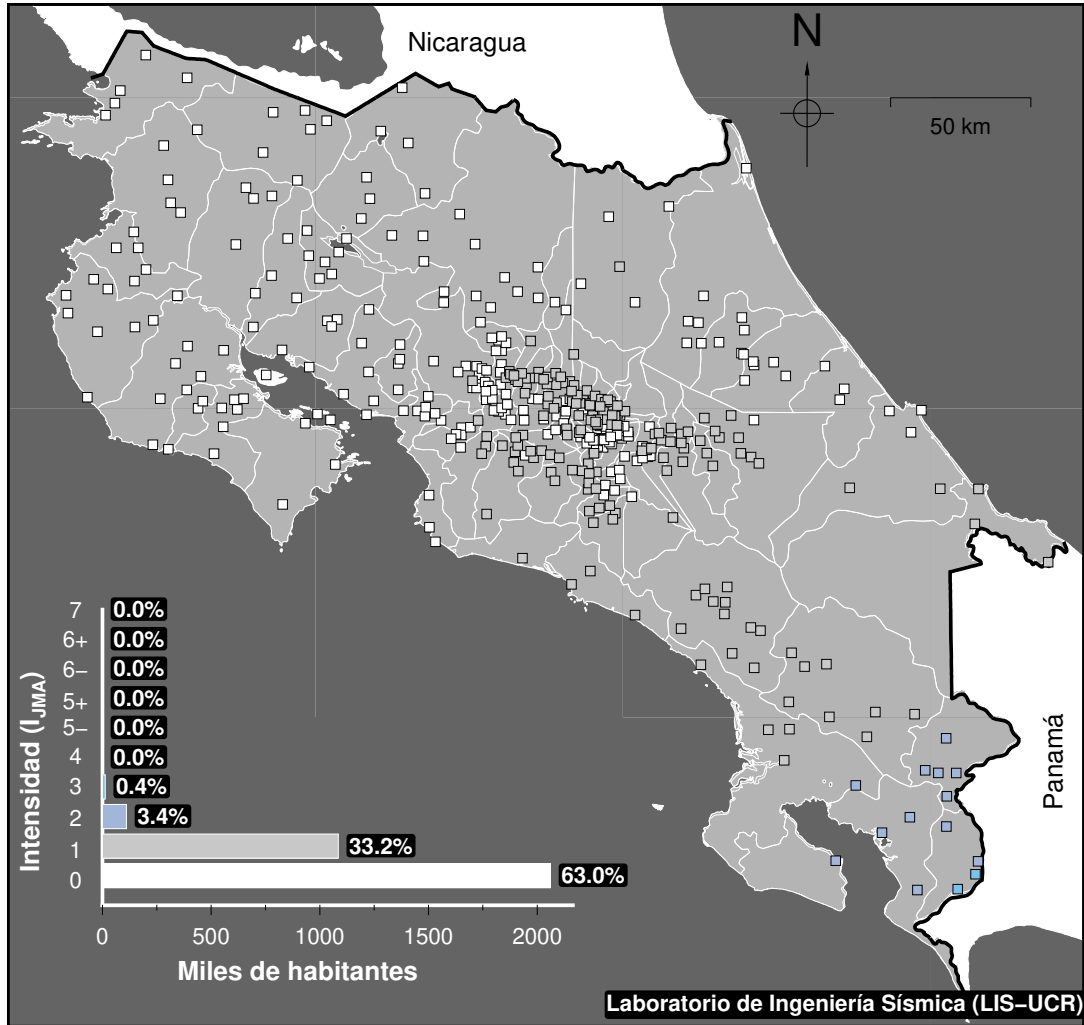 Nicaragua
N
50 km
Panamá
Intensidad (I_JMA)
7 0.0%
6+ 0.0%
6− 0.0%
5+ 0.0%
5− 0.0%
4 0.0%
3 0.4%
2 3.4%
1 33.2%
0 63.0%
0 500 1000 1500 2000
Miles de habitantes
Laboratorio de Ingeniería Sísmica (LIS−UCR)